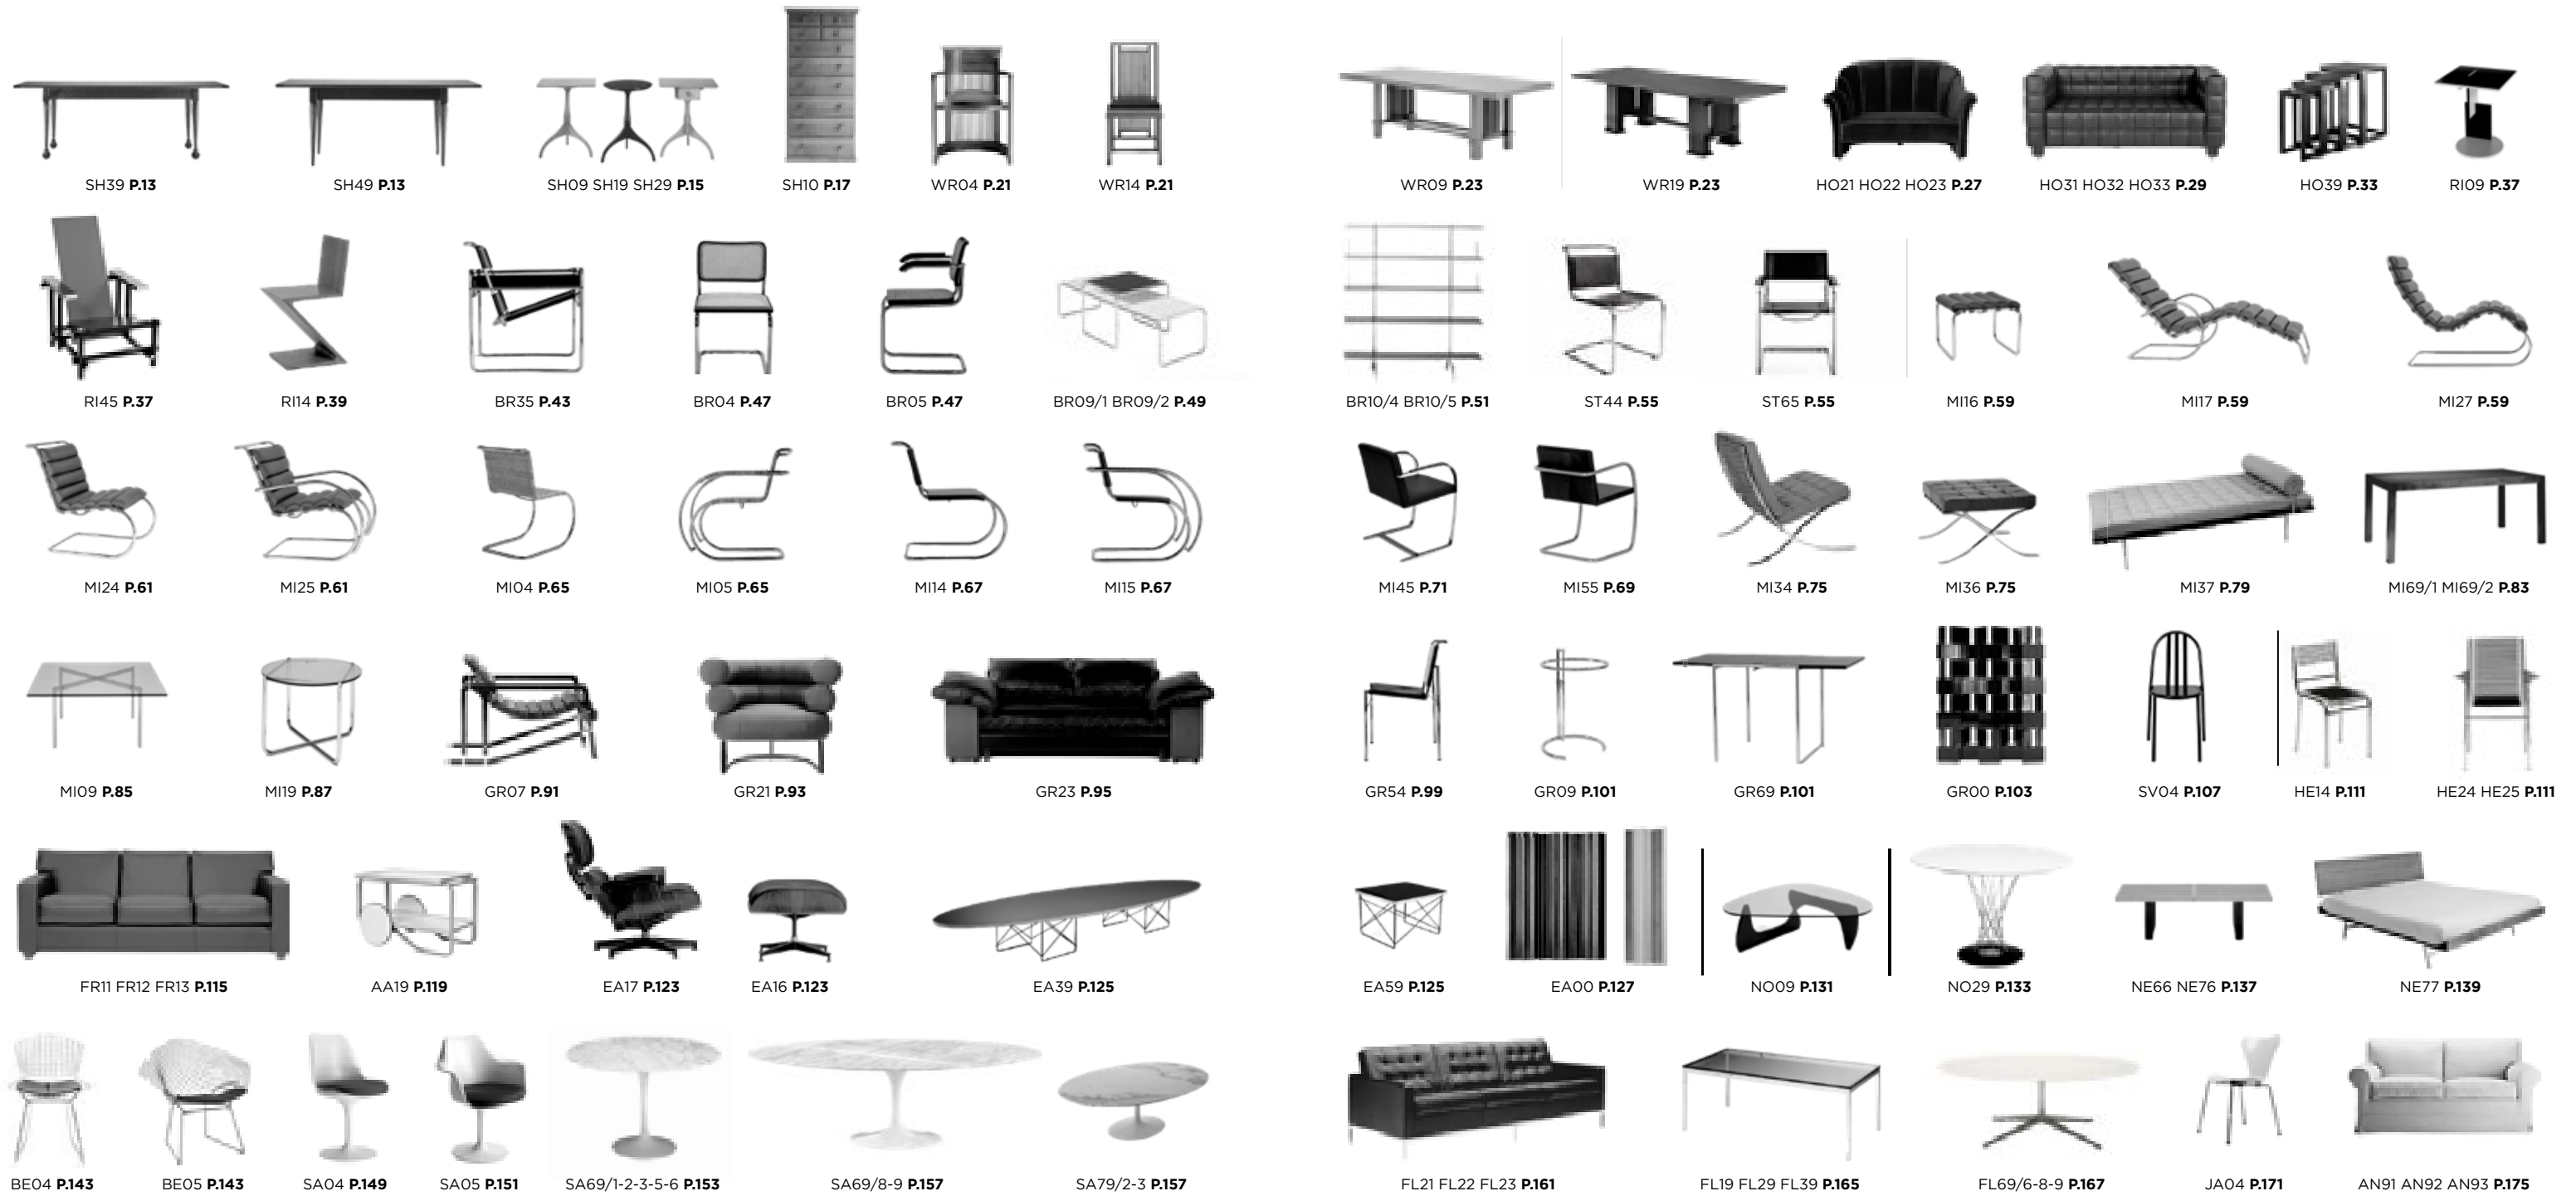 SH39 P.13
SH49 P.13
SH09 SH19 SH29 P.15
SH10 P.17
WR04 P.21
WR14 P.21
WR09 P.23
WR19 P.23
HO21 HO22 HO23 P.27
HO31 HO32 HO33 P.29
HO39 P.33
RI09 P.37
RI45 P.37
RI14 P.39
BR35 P.43
BR04 P.47
BR05 P.47
BR09/1 BR09/2 P.49
BR10/4 BR10/5 P.51
ST44 P.55
ST65 P.55
MI16 P.59
MI17 P.59
MI27 P.59
MI24 P.61
MI25 P.61
MI04 P.65
MI05 P.65
MI14 P.67
MI15 P.67
MI45 P.71
MI55 P.69
MI34 P.75
MI36 P.75
MI37 P.79
MI69/1 MI69/2 P.83
MI09 P.85
MI19 P.87
GR07 P.91
GR21 P.93
GR23 P.95
GR54 P.99
GR09 P.101
GR69 P.101
GR00 P.103
SV04 P.107
HE14 P.111
HE24 HE25 P.111
FR11 FR12 FR13 P.115
AA19 P.119
EA17 P.123
EA16 P.123
EA39 P.125
EA59 P.125
EA00 P.127
NO09 P.131
NO29 P.133
NE66 NE76 P.137
NE77 P.139
BE04 P.143
BE05 P.143
SA04 P.149
SA05 P.151
SA69/1-2-3-5-6 P.153
SA69/8-9 P.157
SA79/2-3 P.157
FL21 FL22 FL23 P.161
FL19 FL29 FL39 P.165
FL69/6-8-9 P.167
JA04 P.171
AN91 AN92 AN93 P.175